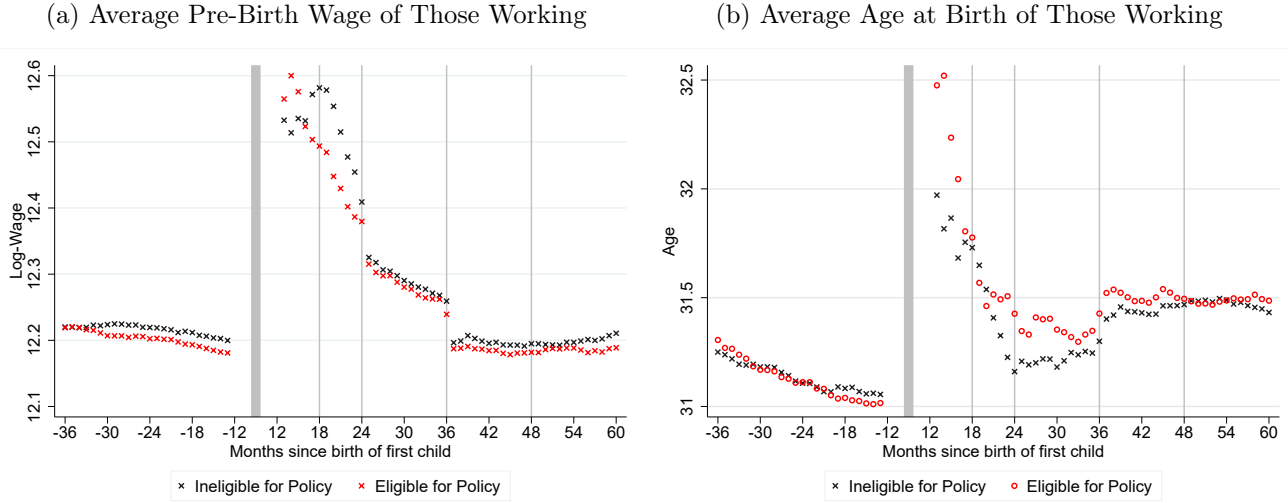 (a) Average Pre-Birth Wage of Those Working
12.6
12.5
12.4
12.3
12.2
12.1
Log-Wage
-36 -30 -24 -18 -12 12 18 24 30 36 42 48 54 60
Months since birth of first child
× Ineligible for Policy × Eligible for Policy
(b) Average Age at Birth of Those Working
32.5
32
31.5
31
Age
-36 -30 -24 -18 -12 12 18 24 30 36 42 48 54 60
Months since birth of first child
× Ineligible for Policy ○ Eligible for Policy